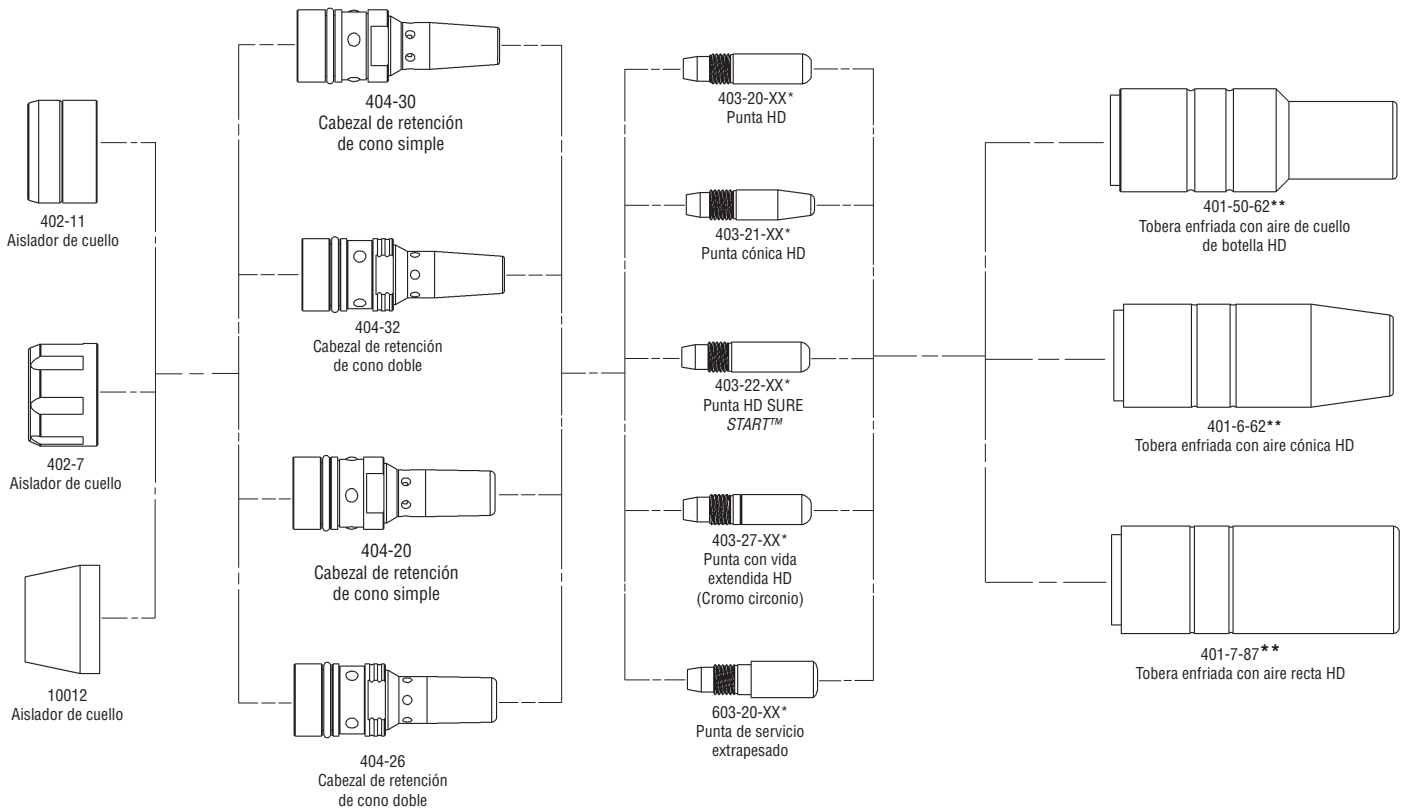 402-11
Aislador de cuello
402-7
Aislador de cuello
10012
Aislador de cuello
404-30
Cabezal de retención
de cono simple
404-32
Cabezal de retención
de cono doble
404-20
Cabezal de retención
de cono simple
404-26
Cabezal de retención
de cono doble
403-20-XX*
Punta HD
403-21-XX*
Punta cónica HD
403-22-XX*
Punta HD SURE
START™
403-27-XX*
Punta con vida
extendida HD
(Cromo circonio)
603-20-XX*
Punta de servicio
extrapesado
401-50-62**
Tobera enfriada con aire de cuello
de botella HD
401-6-62**
Tobera enfriada con aire cónica HD
401-7-87**
Tobera enfriada con aire recta HD